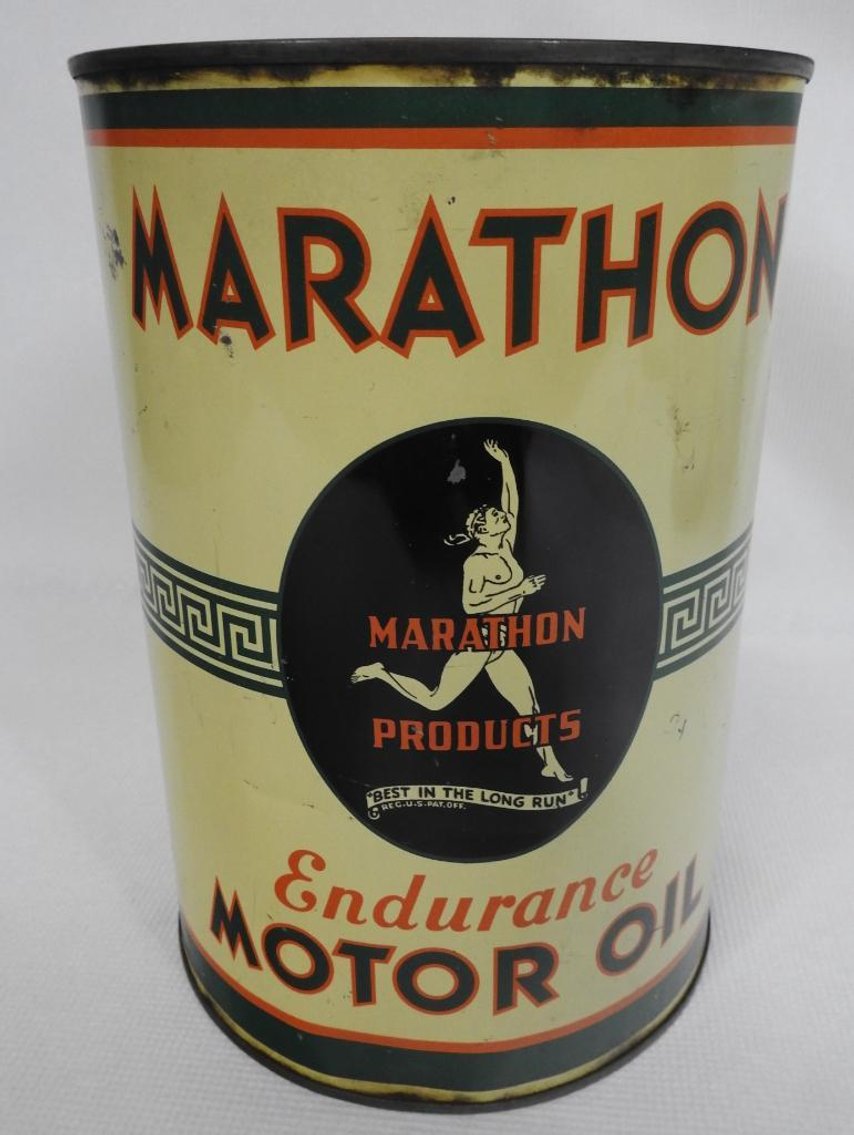 MARATHON
MARATHON
PRODUCTS
"BEST IN THE LONG RUN"
REG.U.S.PAT.OFF.
Endurance
MOTOR OIL